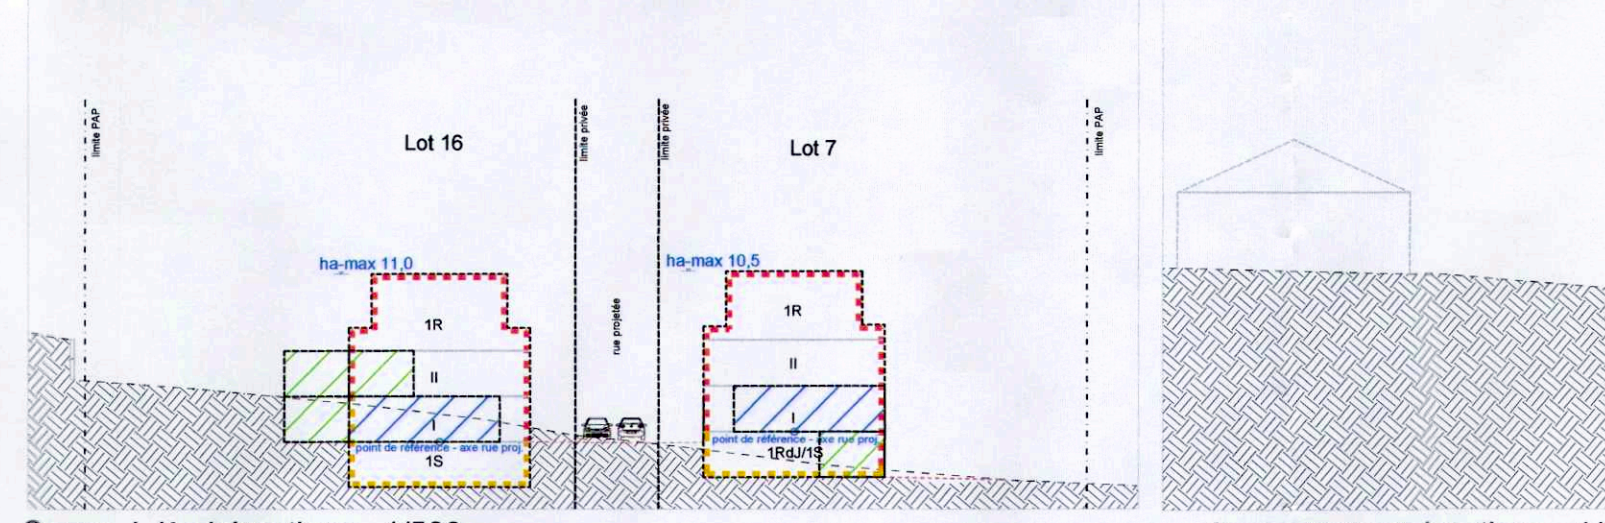 limite PAP
Lot 16
limite privée
limite privée
Lot 7
limite PAP
ha-max 11,0
ha-max 10,5
1R
rue projetée
1R
II
II
I
I
point de référence - axe rue proj.
point de référence - axe rue proj.
1S
1RdJ/1S